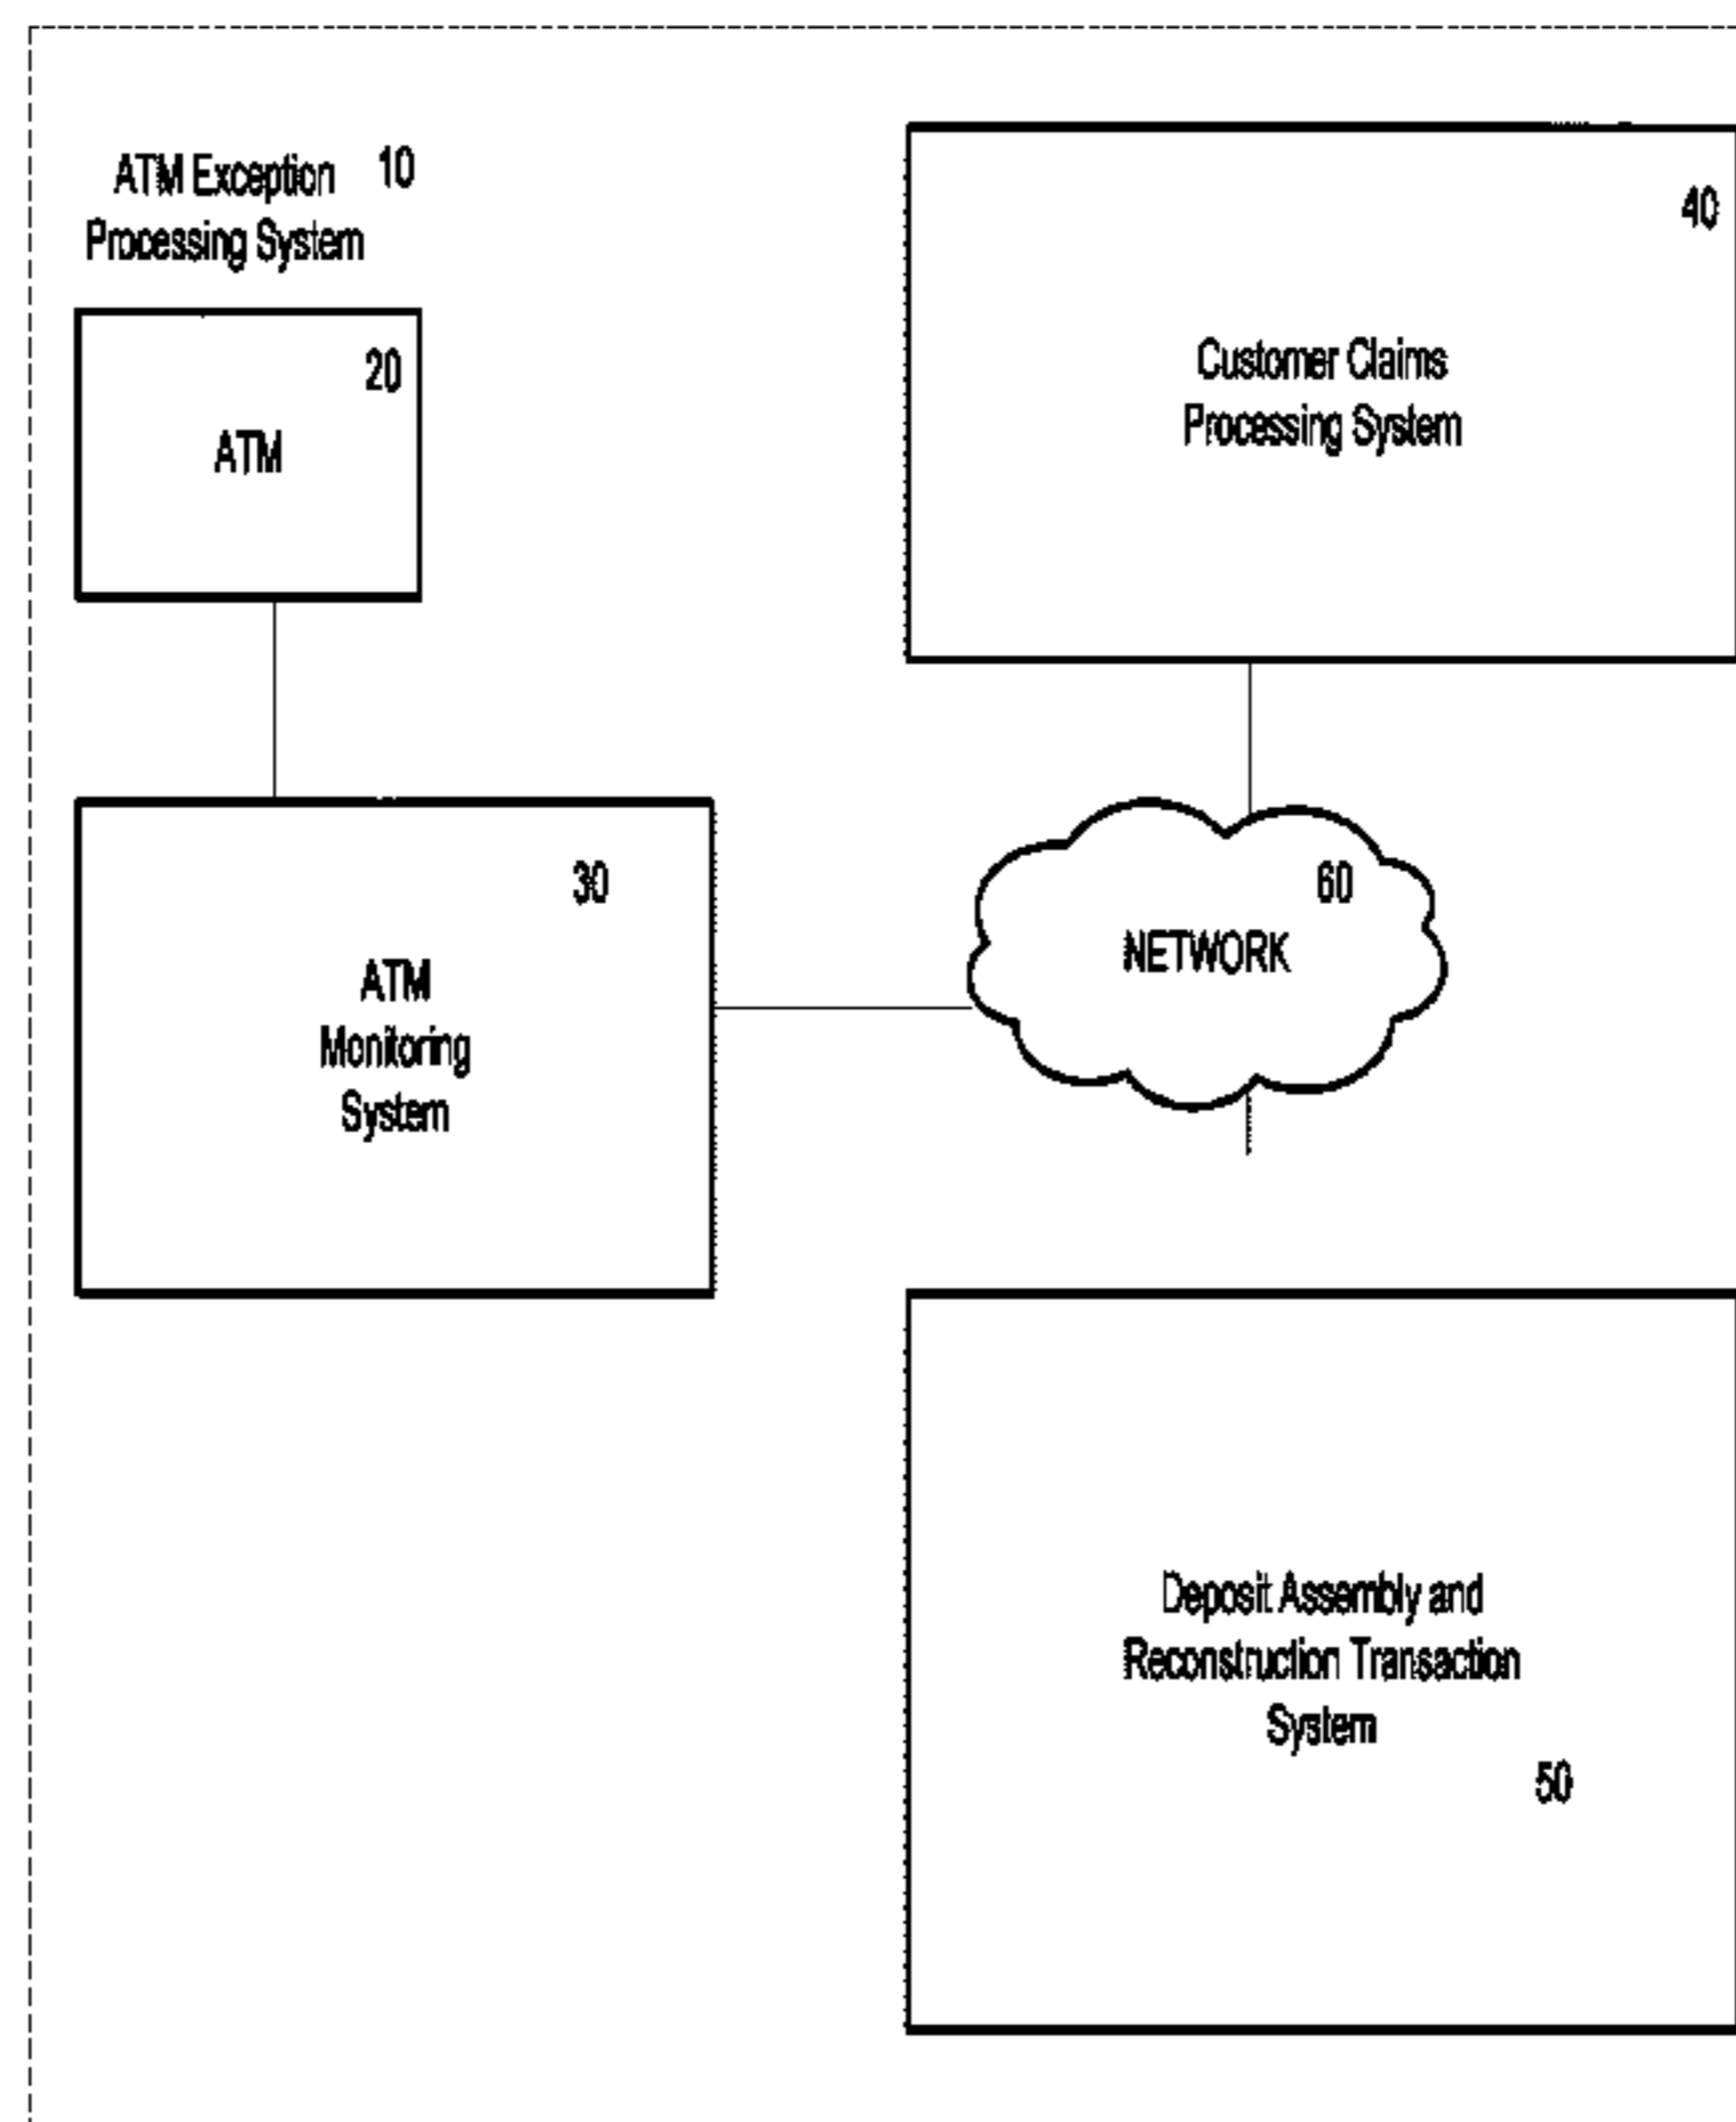 ATM Exception 10
Processing System
20
ATM
40
Customer Claims
Processing System
30
ATM
Monitoring
System
60
NETWORK
Deposit Assembly and
Reconstruction Transaction
System
50